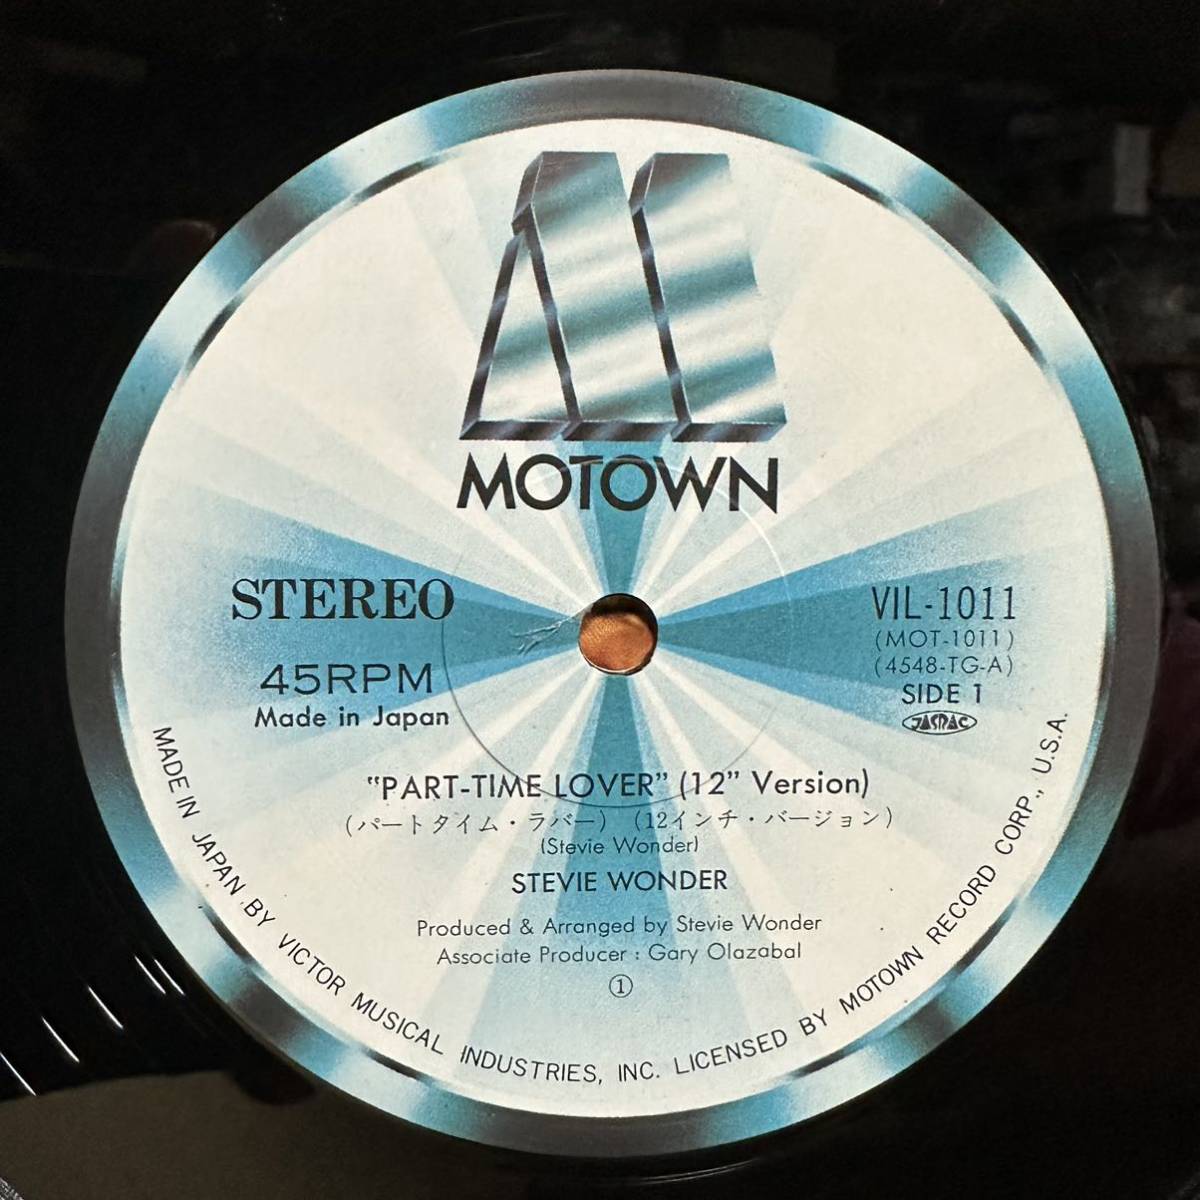 MOTOWN
STEREO
45RPM
Made in Japan
VIL-1011
(MOT-1011)
(4548-TG-A)
SIDE 1
JASRAC
"PART-TIME LOVER" (12" Version)
(パートタイム・ラバー) (12インチ・バージョン)
(Stevie Wonder)
STEVIE WONDER
Produced & Arranged by Stevie Wonder
Associate Producer : Gary Olazabal
①
MADE IN JAPAN BY VICTOR MUSICAL INDUSTRIES, INC. LICENSED BY MOTOWN RECORD CORP., U.S.A.